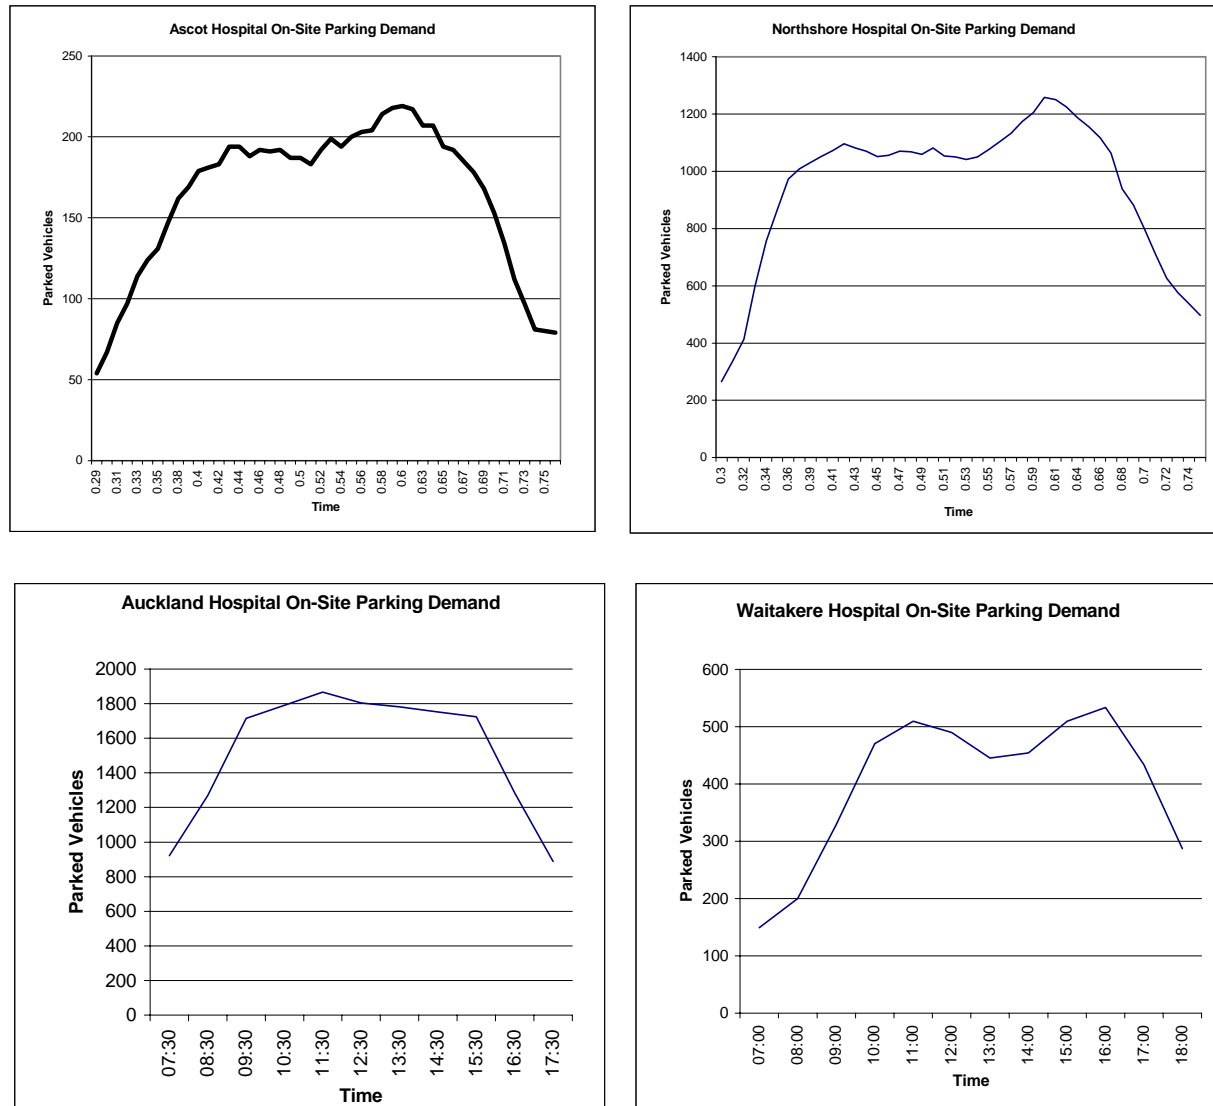 Ascot Hospital On-Site Parking Demand
250
200
150
100
50
0
Parked Vehicles
0.29 0.31 0.33 0.35 0.38 0.4 0.42 0.44 0.46 0.48 0.5 0.52 0.54 0.56 0.58 0.6 0.63 0.65 0.67 0.69 0.71 0.73 0.75
Time
Northshore Hospital On-Site Parking Demand
1400
1200
1000
800
600
400
200
0
Parked Vehicles
0.3 0.32 0.34 0.36 0.39 0.41 0.43 0.45 0.47 0.49 0.51 0.53 0.55 0.57 0.59 0.61 0.64 0.66 0.68 0.7 0.72 0.74
Time
Auckland Hospital On-Site Parking Demand
2000
1800
1600
1400
1200
1000
800
600
400
200
0
Parked Vehicles
07:30 08:30 09:30 10:30 11:30 12:30 13:30 14:30 15:30 16:30 17:30
Time
Waitakere Hospital On-Site Parking Demand
600
500
400
300
200
100
0
Parked Vehicles
07:00 08:00 09:00 10:00 11:00 12:00 13:00 14:00 15:00 16:00 17:00 18:00
Time